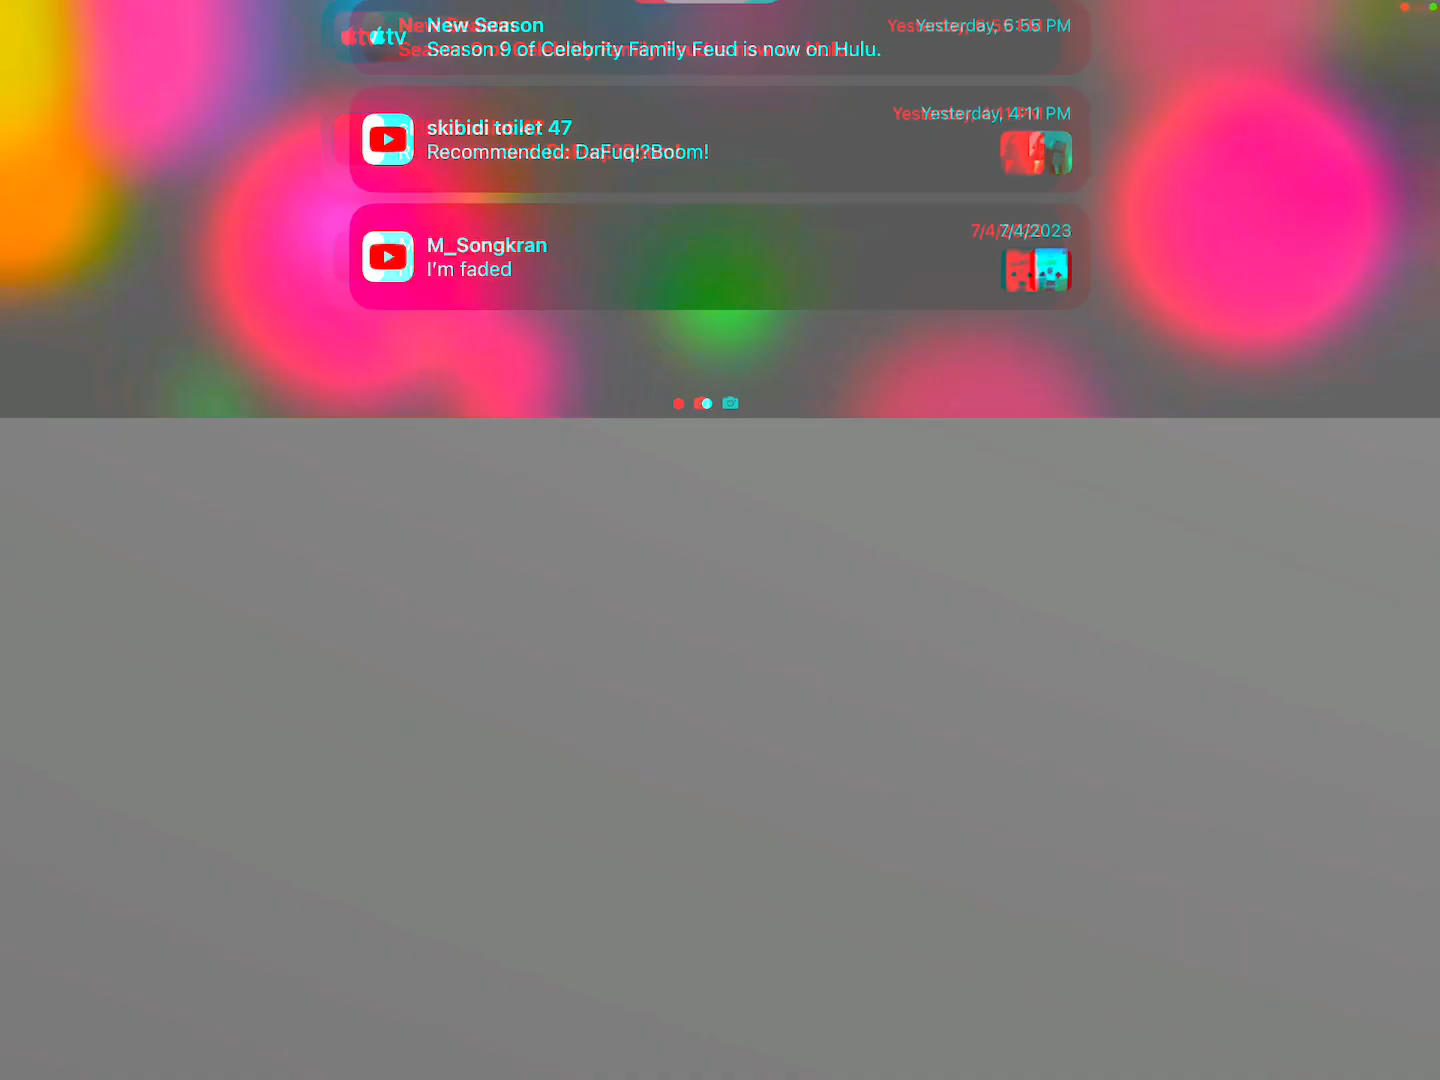 New Season
Yesterday, 6:55 PM
Season 9 of Celebrity Family Feud is now on Hulu.
tv
skibidi toilet 47
Yesterday, 4:11 PM
Recommended: DaFuq!?Boom!
M_Songkran
7/4/2023
I'm faded